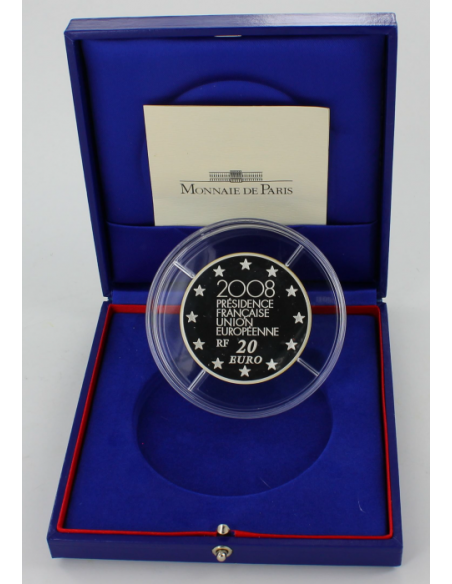 MONNAIE DE PARIS
2008
PRÉSIDENCE
FRANÇAISE
UNION
EUROPÉENNE
RF 20
EURO